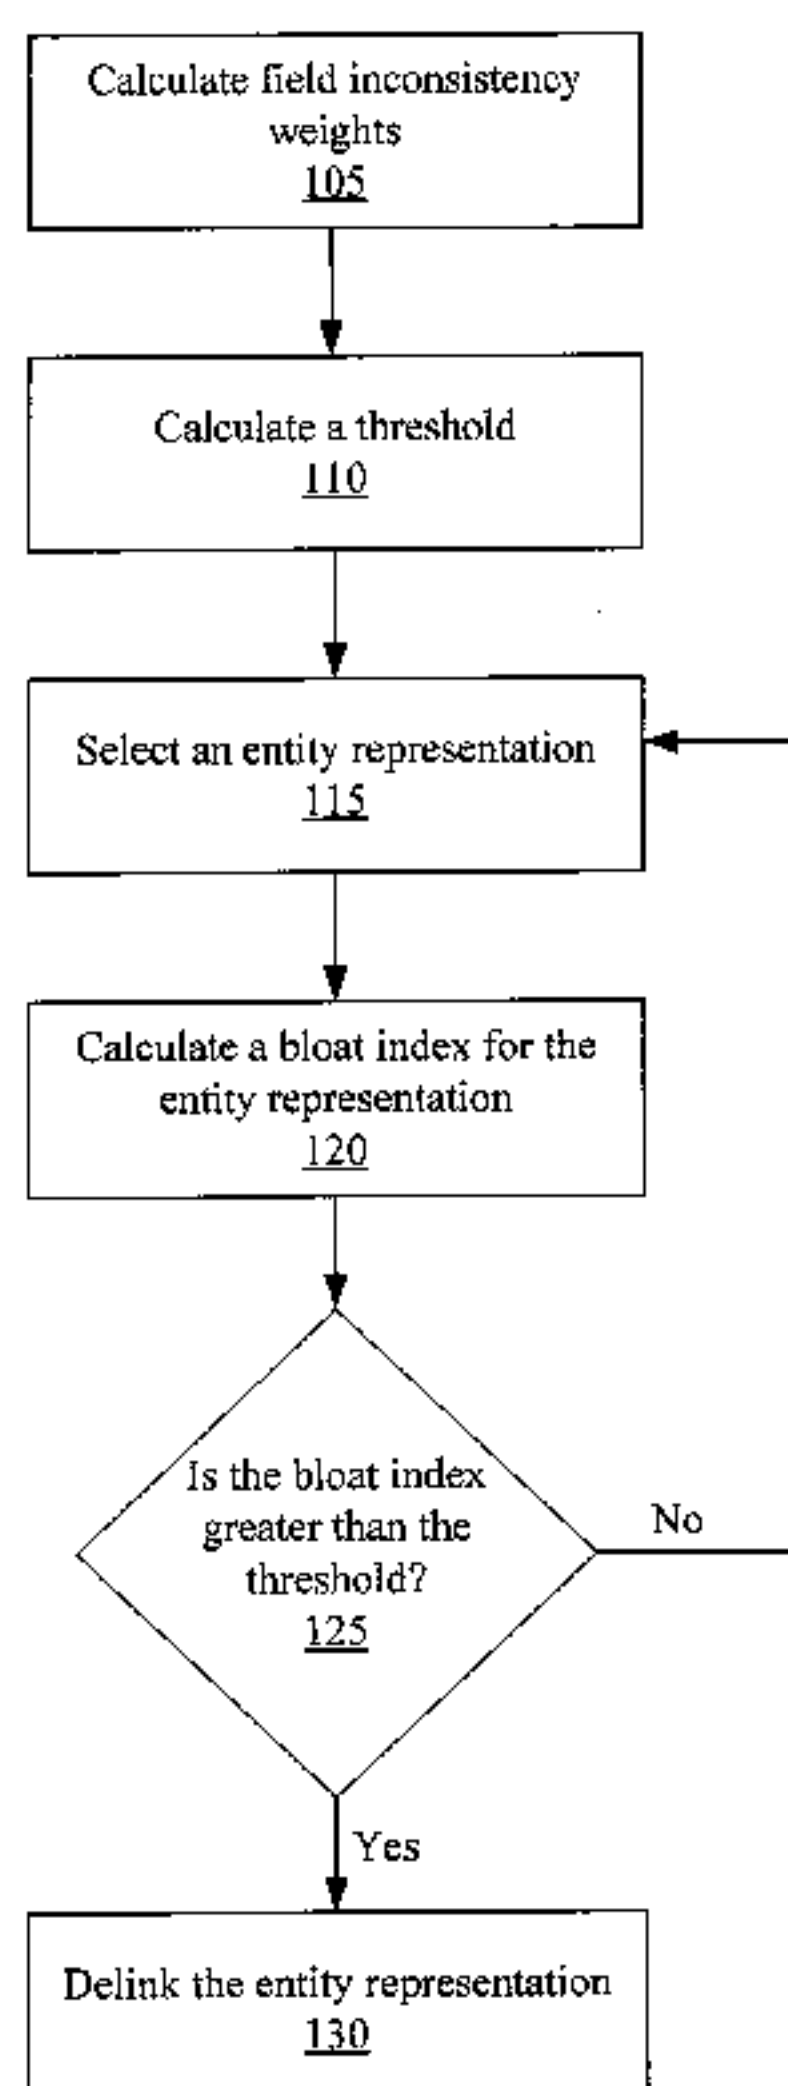 Calculate field inconsistency
weights
105
Calculate a threshold
110
Select an entity representation
115
Calculate a bloat index for the
entity representation
120
Is the bloat index
greater than the
threshold?
125
No
Yes
Delink the entity representation
130